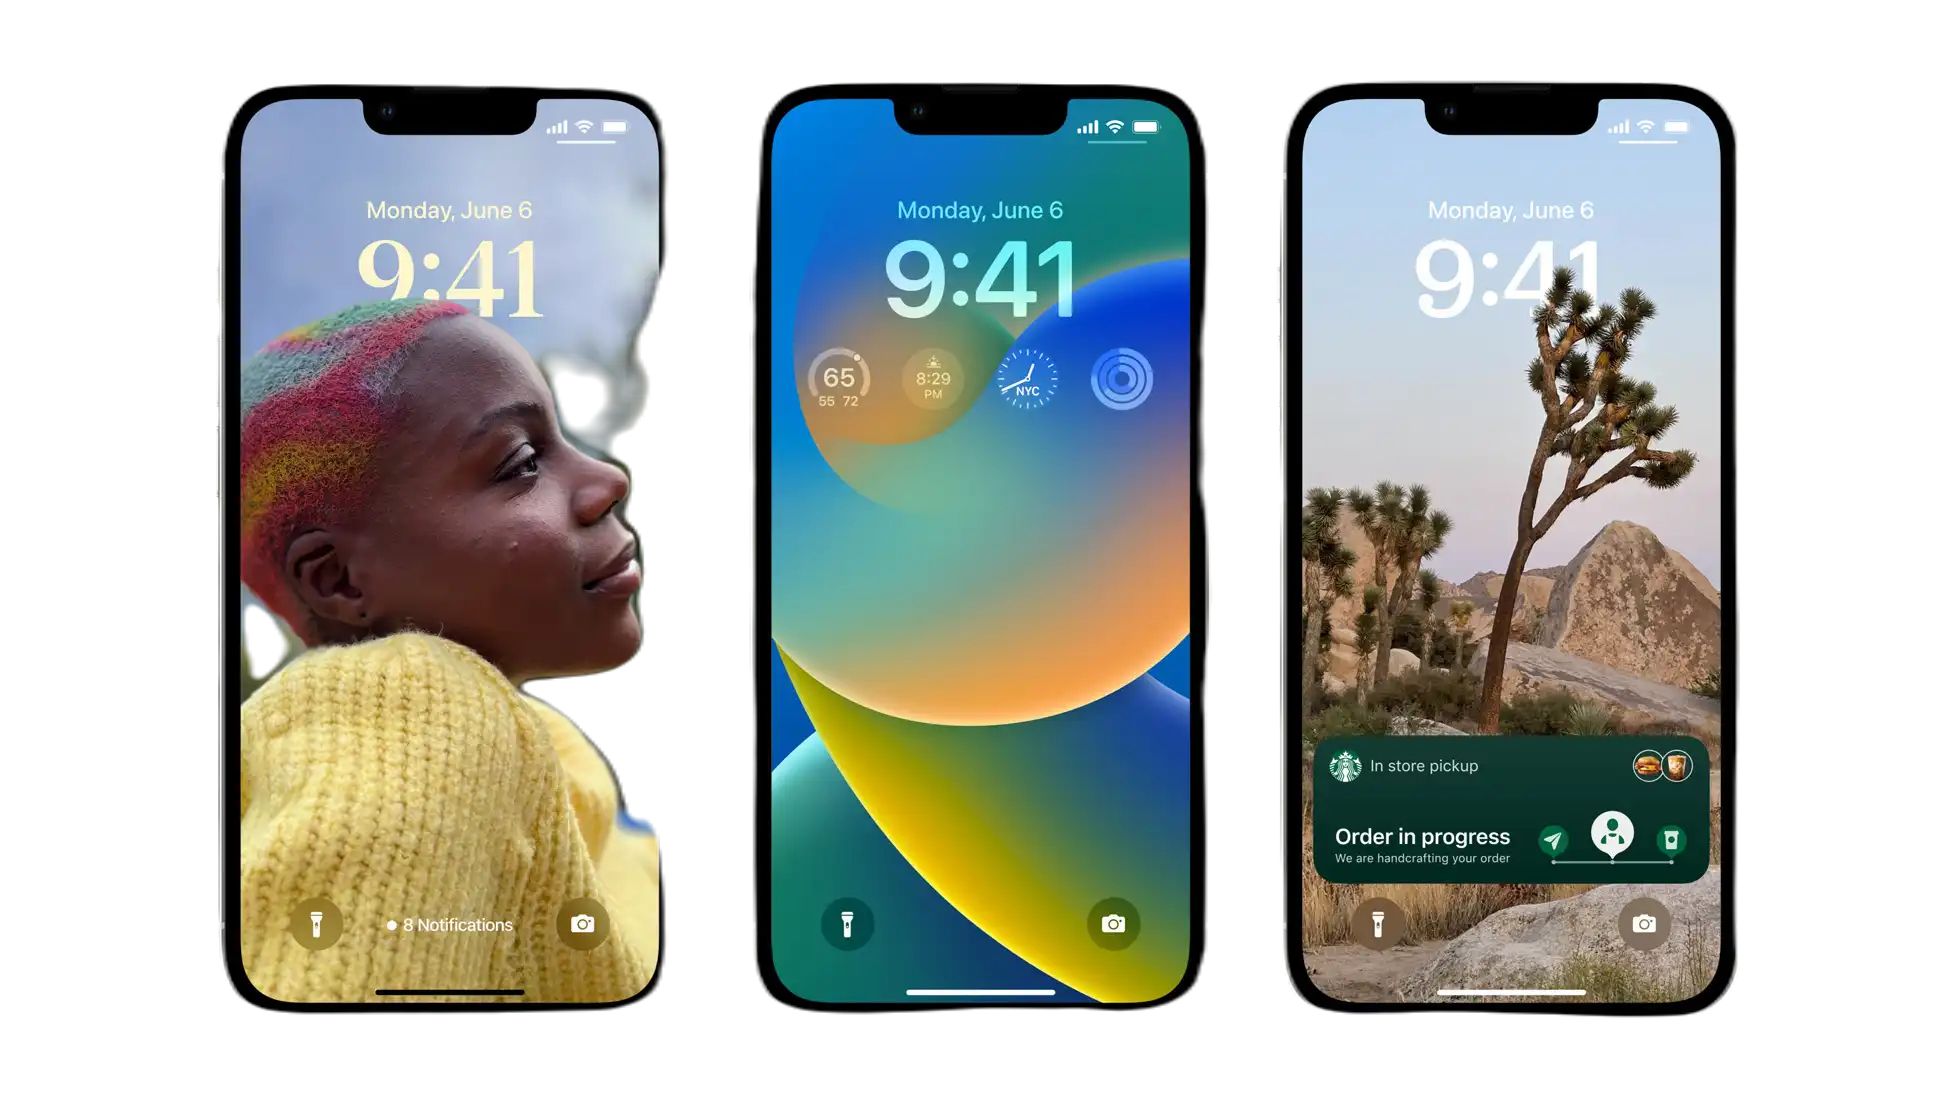 Monday, June 6
9:41
8 Notifications
Monday, June 6
9:41
65
55 72
8:29
PM
NYC
Monday, June 6
9:41
In store pickup
Order in progress
We are handcrafting your order